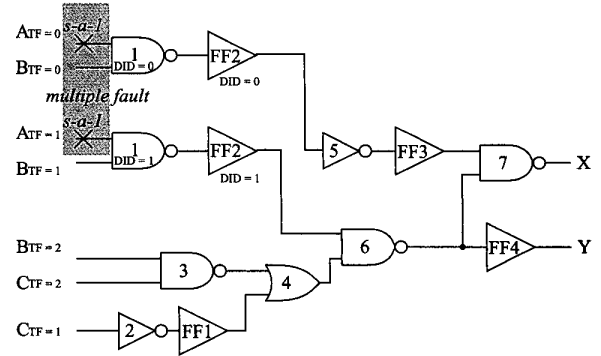 ATF = 0
s-a-1
1
DID = 0
FF2
DID = 0
BTF = 0
multiple fault
s-a-1
ATF = 1
1
DID = 1
FF2
DID = 1
BTF = 1
5
FF3
7
X
BTF = 2
3
CTF = 2
4
6
FF4
Y
CTF = 1
2
FF1